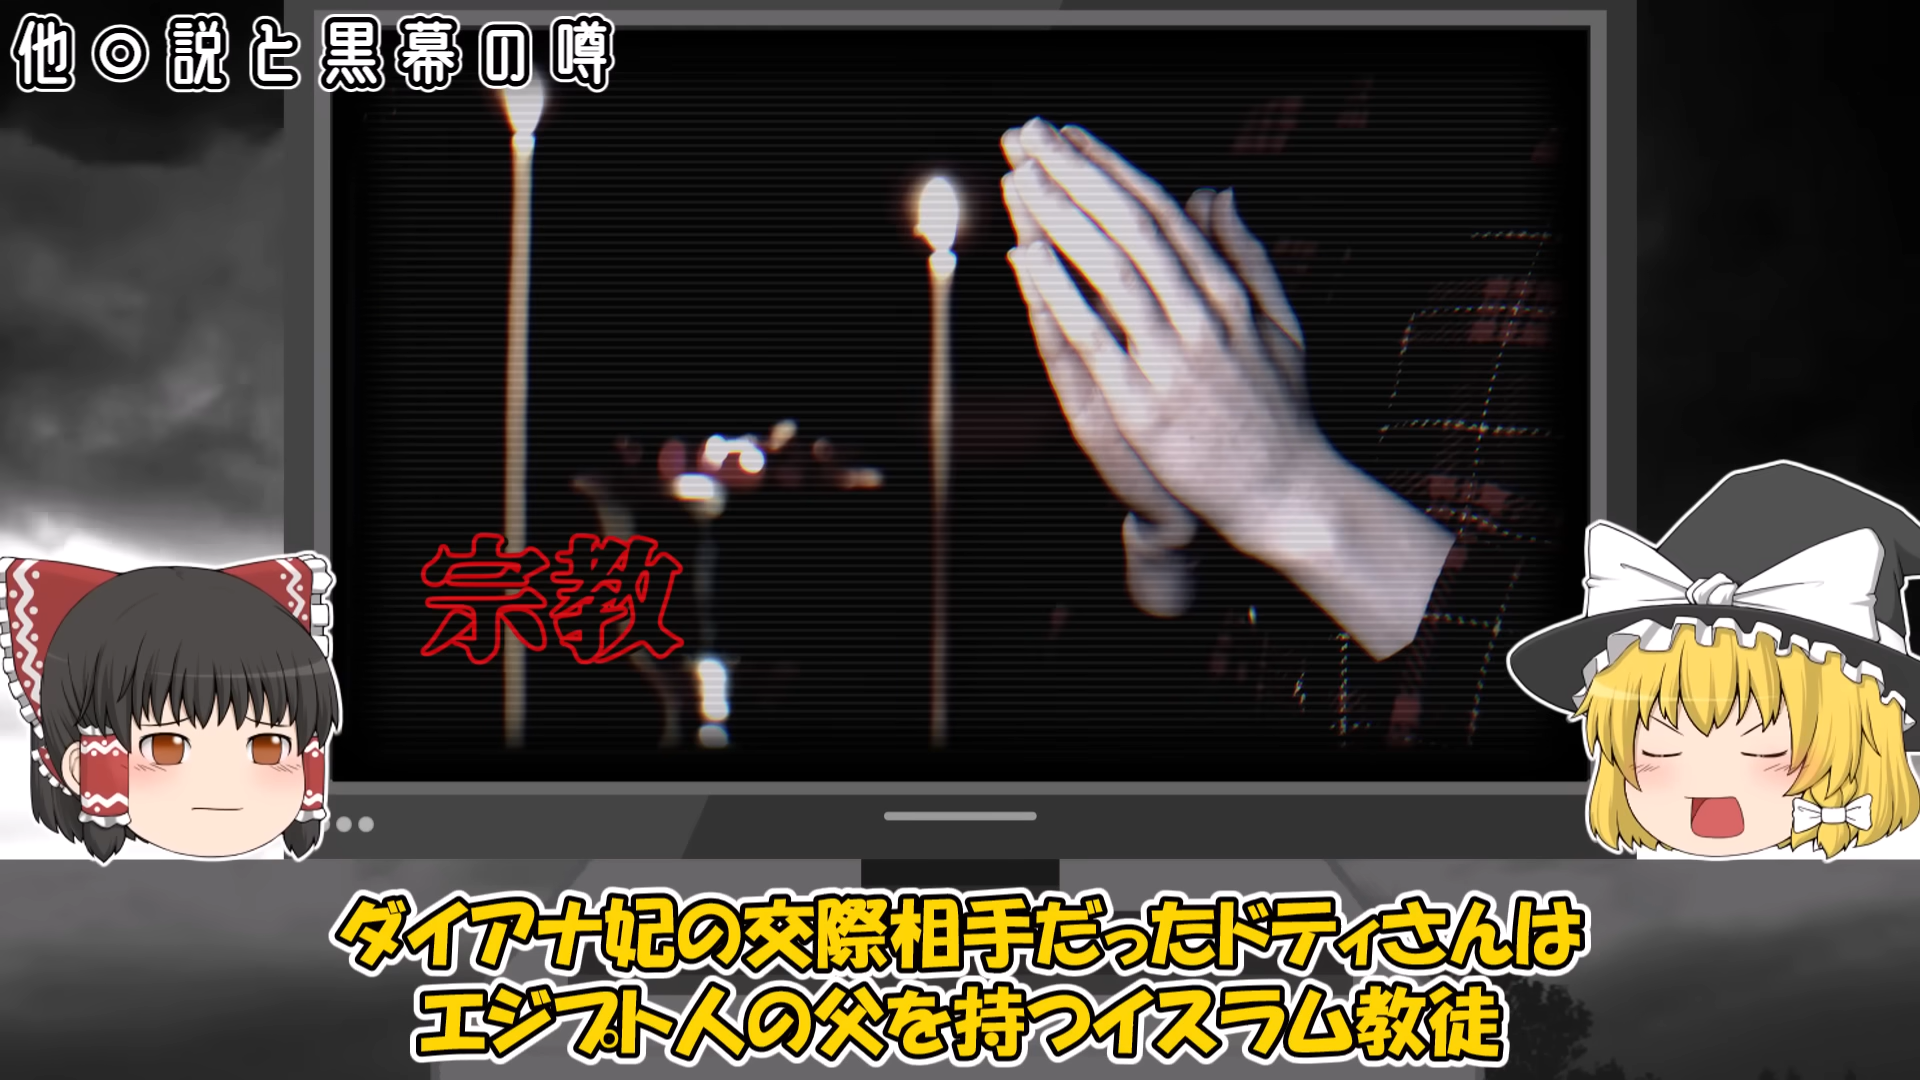 他◎説と黒幕の噂
宗教
ダイアナ妃の交際相手だったドディさんは
エジプト人の父を持つイスラム教徒